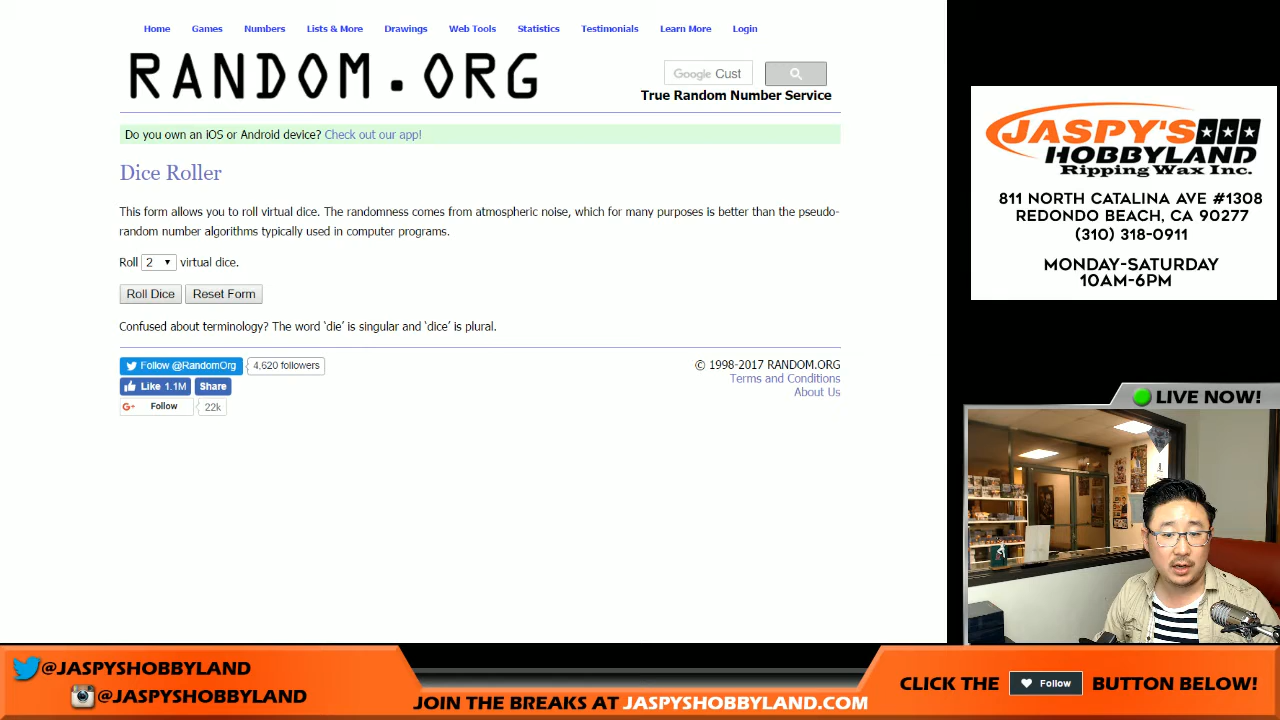 Home Games Numbers Lists & More Drawings Web Tools Statistics Testimonials Learn More Login
RANDOM.ORG
Google Cust
True Random Number Service
Do you own an iOS or Android device? Check out our app!
Dice Roller
This form allows you to roll virtual dice. The randomness comes from atmospheric noise, which for many purposes is better than the pseudo-
random number algorithms typically used in computer programs.
Roll 2 virtual dice.
Roll Dice Reset Form
Confused about terminology? The word ‘die’ is singular and ‘dice’ is plural.
Follow @RandomOrg 4,620 followers
Like 1.1M Share
G+ Follow 22k
© 1998-2017 RANDOM.ORG
Terms and Conditions
About Us
JASPY'S
HOBBYLAND
Ripping Wax Inc.
811 NORTH CATALINA AVE #1308
REDONDO BEACH, CA 90277
(310) 318-0911
MONDAY-SATURDAY
10AM-6PM
LIVE NOW!
@JASPYSHOBBYLAND
@JASPYSHOBBYLAND
JOIN THE BREAKS AT JASPYSHOBBYLAND.COM
CLICK THE Follow BUTTON BELOW!